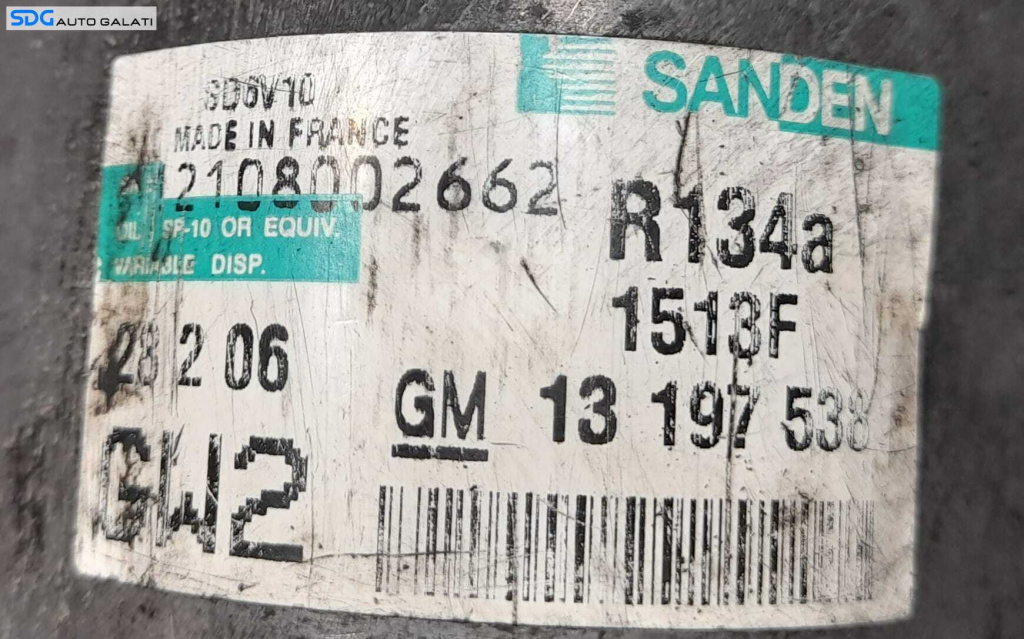 SDG AUTO GALATI
SANDEN
SD6V10
MADE IN FRANCE
2108002662
R134a
OIL SP-10 OR EQUIV.
VARIABLE DISP.
1513F
28 2 06
GM 13 197 538
GW2